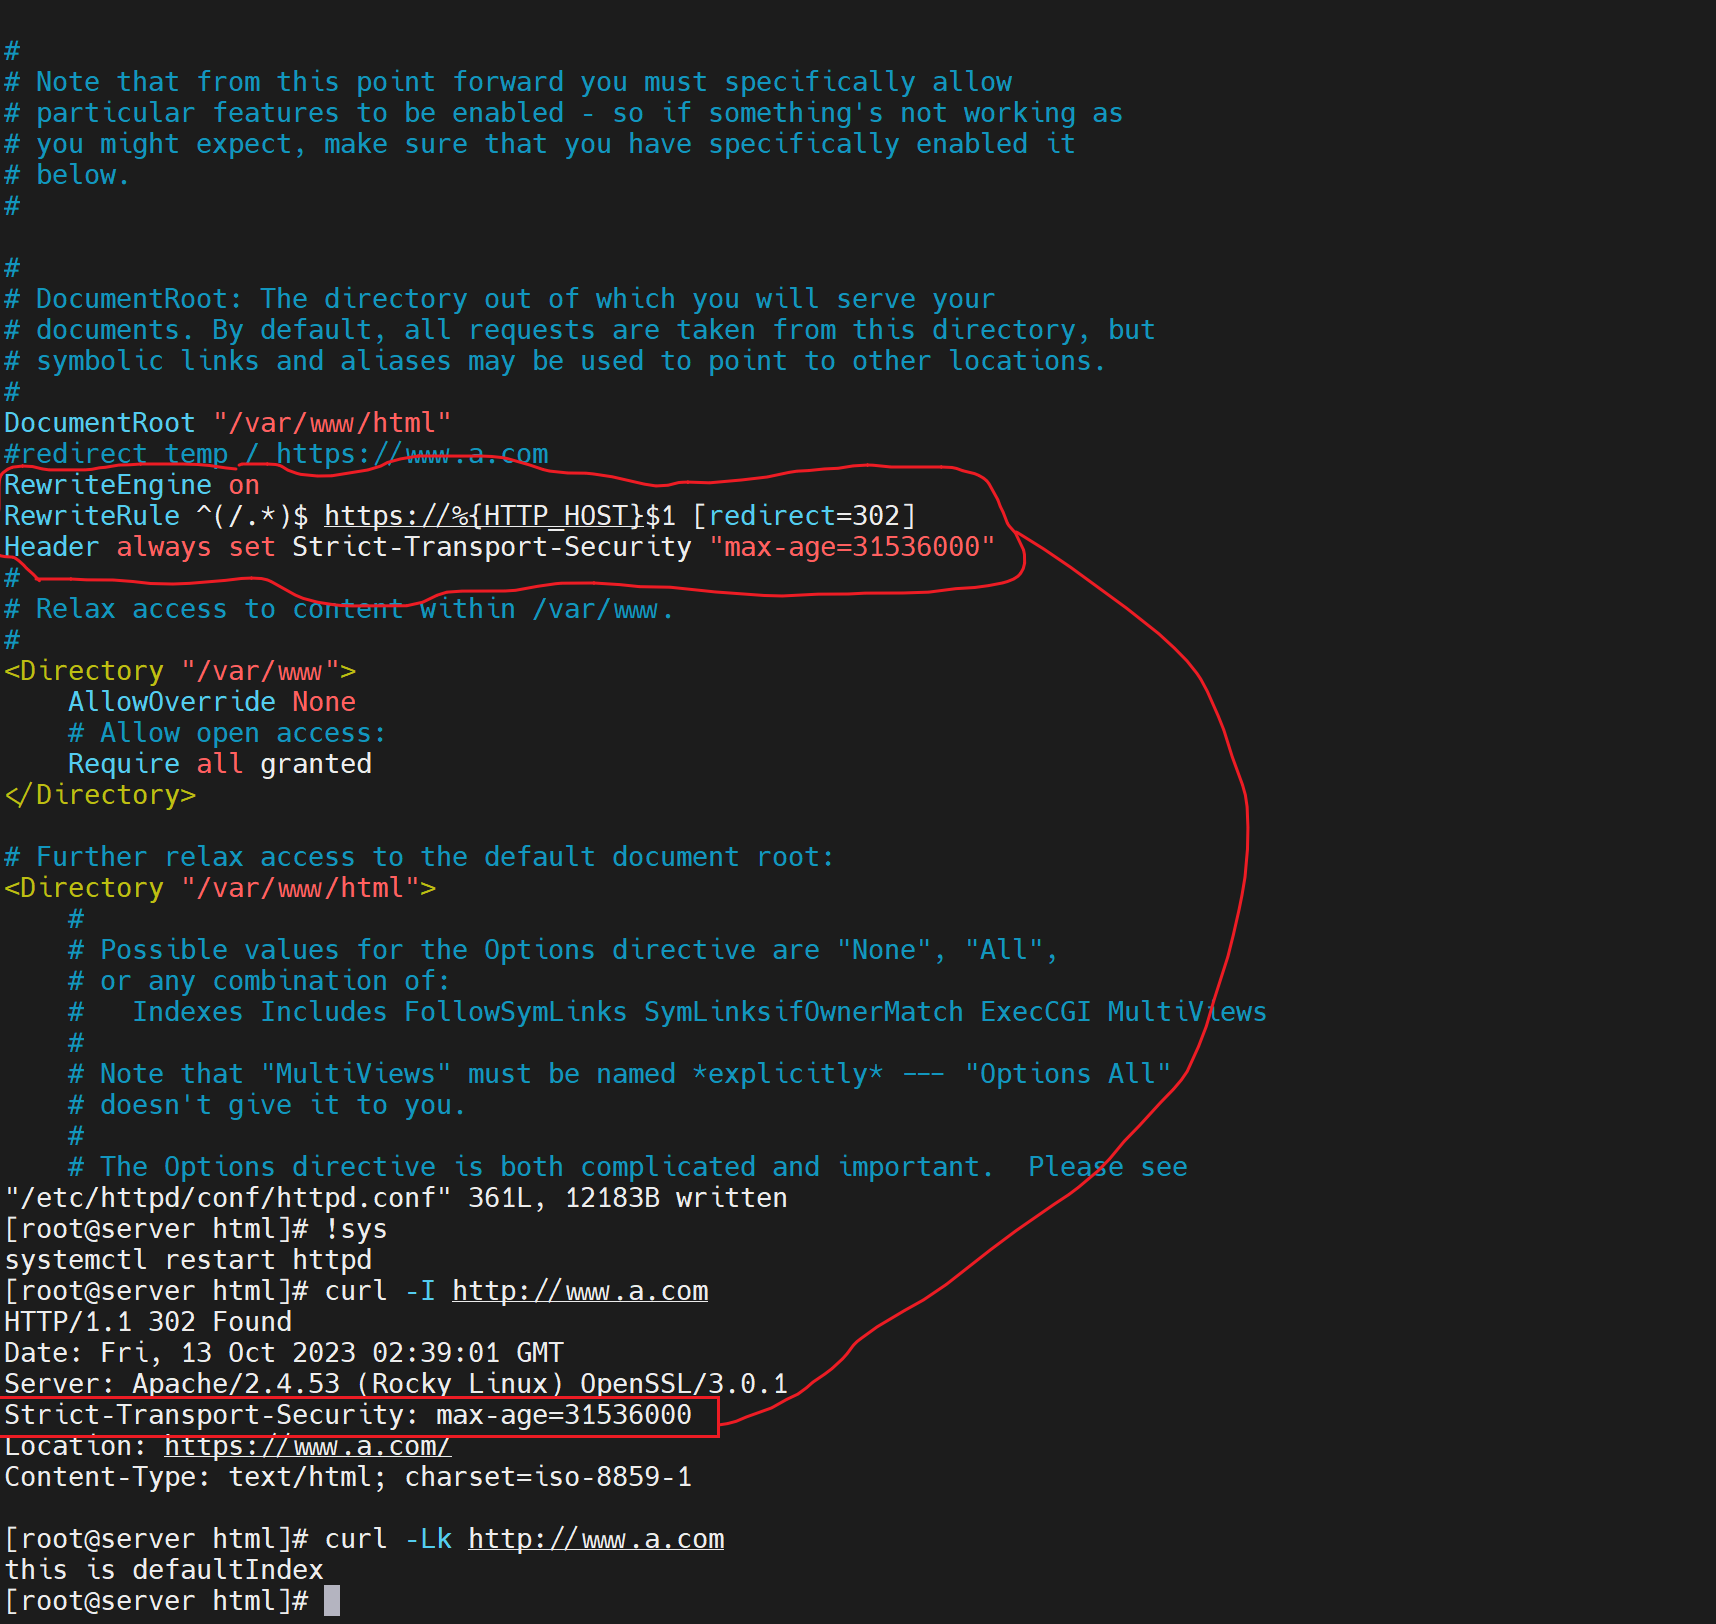 #
# Note that from this point forward you must specifically allow
# particular features to be enabled - so if something's not working as
# you might expect, make sure that you have specifically enabled it
# below.
#
#
# DocumentRoot: The directory out of which you will serve your
# documents. By default, all requests are taken from this directory, but
# symbolic links and aliases may be used to point to other locations.
#
DocumentRoot "/var/www/html"
#redirect temp / https://www.a.com
RewriteEngine on
RewriteRule ^(/.*)$ https://%{HTTP_HOST}$1 [redirect=302]
Header always set Strict-Transport-Security "max-age=31536000"
#
# Relax access to content within /var/www.
#
<Directory "/var/www">
    AllowOverride None
    # Allow open access:
    Require all granted
</Directory>
# Further relax access to the default document root:
<Directory "/var/www/html">
    #
    # Possible values for the Options directive are "None", "All",
    # or any combination of:
    #   Indexes Includes FollowSymLinks SymLinksifOwnerMatch ExecCGI MultiViews
    #
    # Note that "MultiViews" must be named *explicitly* --- "Options All"
    # doesn't give it to you.
    #
    # The Options directive is both complicated and important.  Please see
"/etc/httpd/conf/httpd.conf" 361L, 12183B written
[root@server html]# !sys
systemctl restart httpd
[root@server html]# curl -I http://www.a.com
HTTP/1.1 302 Found
Date: Fri, 13 Oct 2023 02:39:01 GMT
Server: Apache/2.4.53 (Rocky Linux) OpenSSL/3.0.1
Strict-Transport-Security: max-age=31536000
Location: https://www.a.com/
Content-Type: text/html; charset=iso-8859-1
[root@server html]# curl -Lk http://www.a.com
this is defaultIndex
[root@server html]#